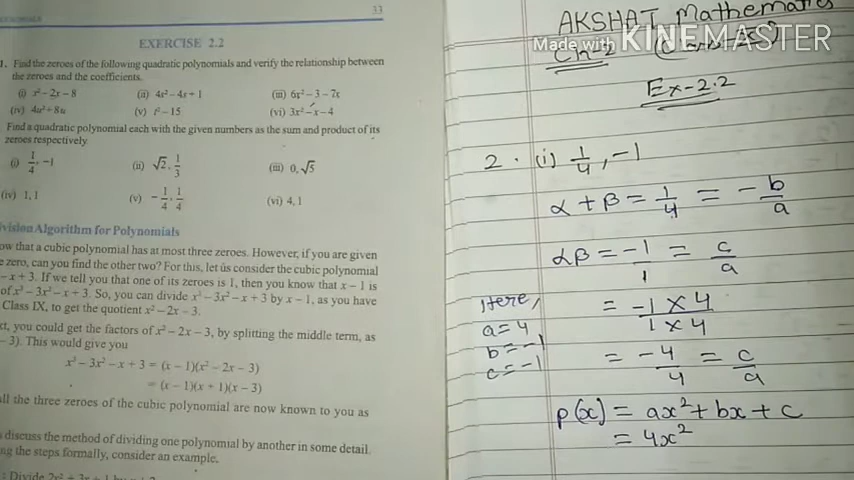 33
EXERCISE 2.2
1. Find the zeroes of the following quadratic polynomials and verify the relationship between
the zeroes and the coefficients.
(i) x² – 2x – 8 (ii) 4s² – 4s + 1 (iii) 6x² – 3 – 7x
(iv) 4u² + 8u (v) t² – 15 (vi) 3x² – x – 4
Find a quadratic polynomial each with the given numbers as the sum and product of its
zeroes respectively.
(i) 1/4, –1 (ii) √2, 1/3 (iii) 0, √5
(iv) 1, 1 (v) –1/4, 1/4 (vi) 4, 1
ivision Algorithm for Polynomials
ow that a cubic polynomial has at most three zeroes. However, if you are given
e zero, can you find the other two? For this, let us consider the cubic polynomial
– x + 3. If we tell you that one of its zeroes is 1, then you know that x – 1 is
of x³ – 3x² – x + 3. So, you can divide x³ – 3x² – x + 3 by x – 1, as you have
Class IX, to get the quotient x² – 2x – 3.
xt, you could get the factors of x² – 2x – 3, by splitting the middle term, as
– 3). This would give you
x³ – 3x² – x + 3 = (x – 1)(x² – 2x – 3)
= (x – 1)(x + 1)(x – 3)
all the three zeroes of the cubic polynomial are now known to you as
discuss the method of dividing one polynomial by another in some detail.
ng the steps formally, consider an example.
AKSHAT Mathematics
Made with KINEMASTER
Ch-2
Ex-2.2
2. (i) 1/4, -1
α + β = 1/4 = -b/a
αβ = -1/1 = c/a
Here, = -1 × 4/1 × 4
a = 4
b = -1
c = -1 = -4/4 = c/a
p(x) = ax² + bx + c
= 4x²